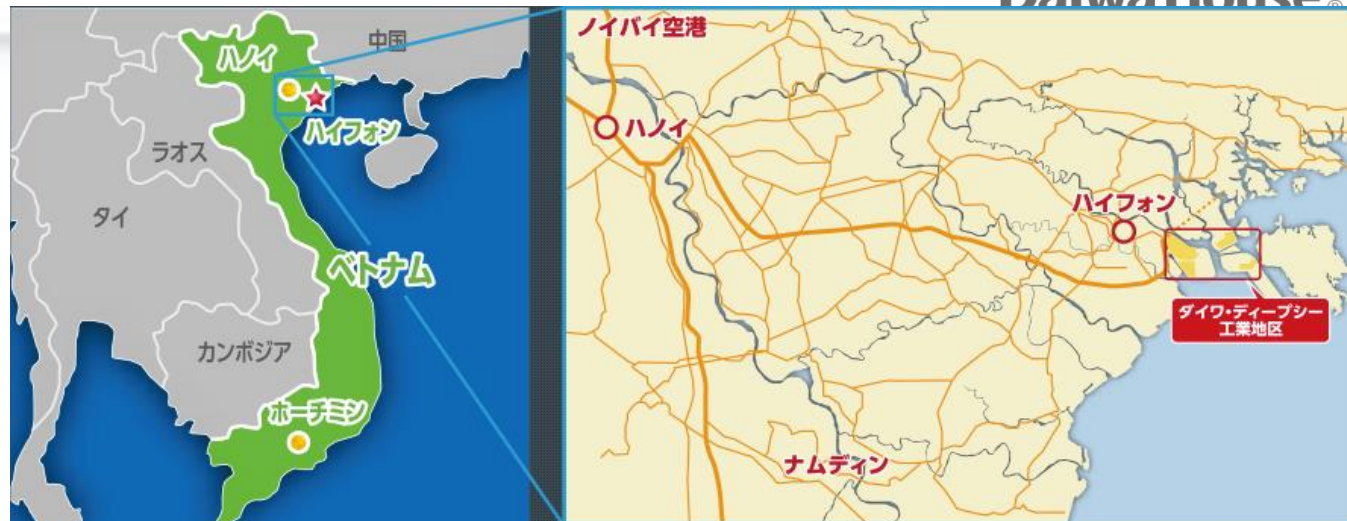 DaiwaHouse®
中国
ハノイ
ハイフォン
ラオス
タイ
ベトナム
カンボジア
ホーチミン
ノイバイ空港
ハノイ
ハイフォン
ダイワ・ディープシー
工業地区
ナムディン